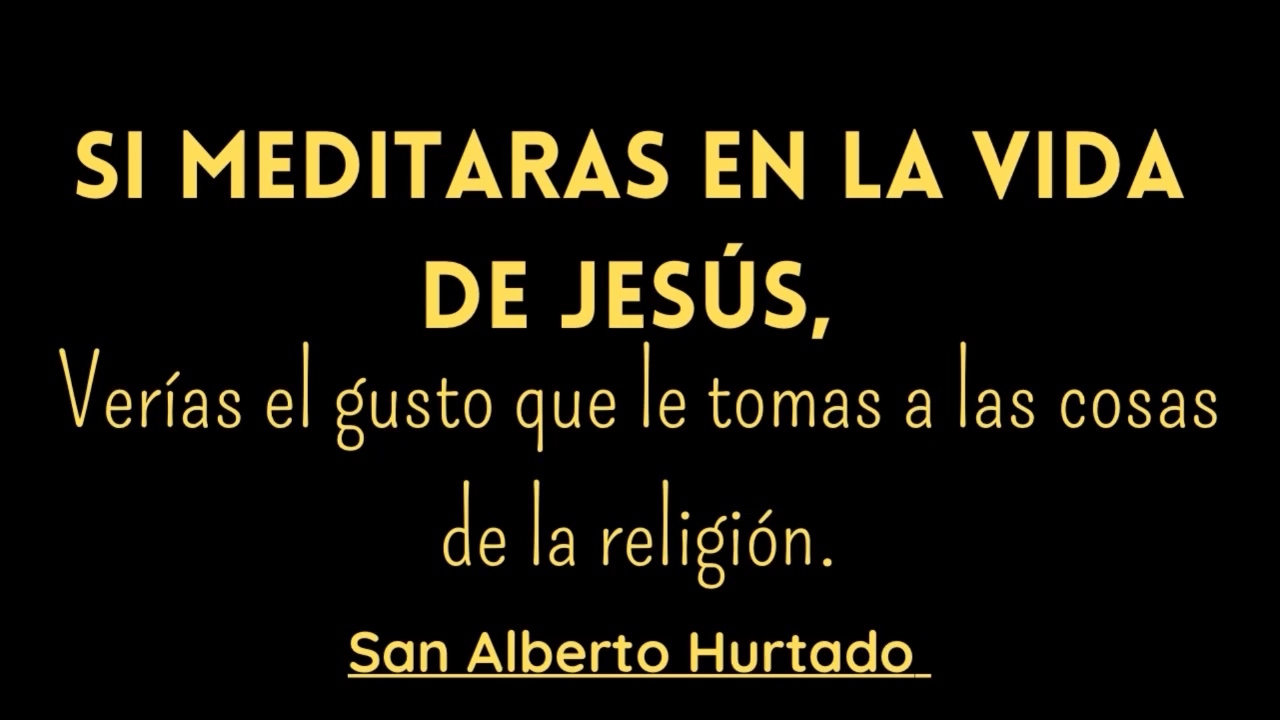 SI MEDITARAS EN LA VIDA
DE JESÚS,
Verías el gusto que le tomas a las cosas
de la religión.
San Alberto Hurtado